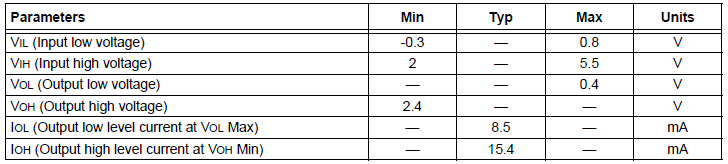 Parameters Min Typ Max Units
VIL (Input low voltage) -0.3 — 0.8 V
VIH (Input high voltage) 2 — 5.5 V
VOL (Output low voltage) — — 0.4 V
VOH (Output high voltage) 2.4 — — V
IOL (Output low level current at VOL Max) — 8.5 — mA
IOH (Output high level current at VOH Min) — 15.4 — mA